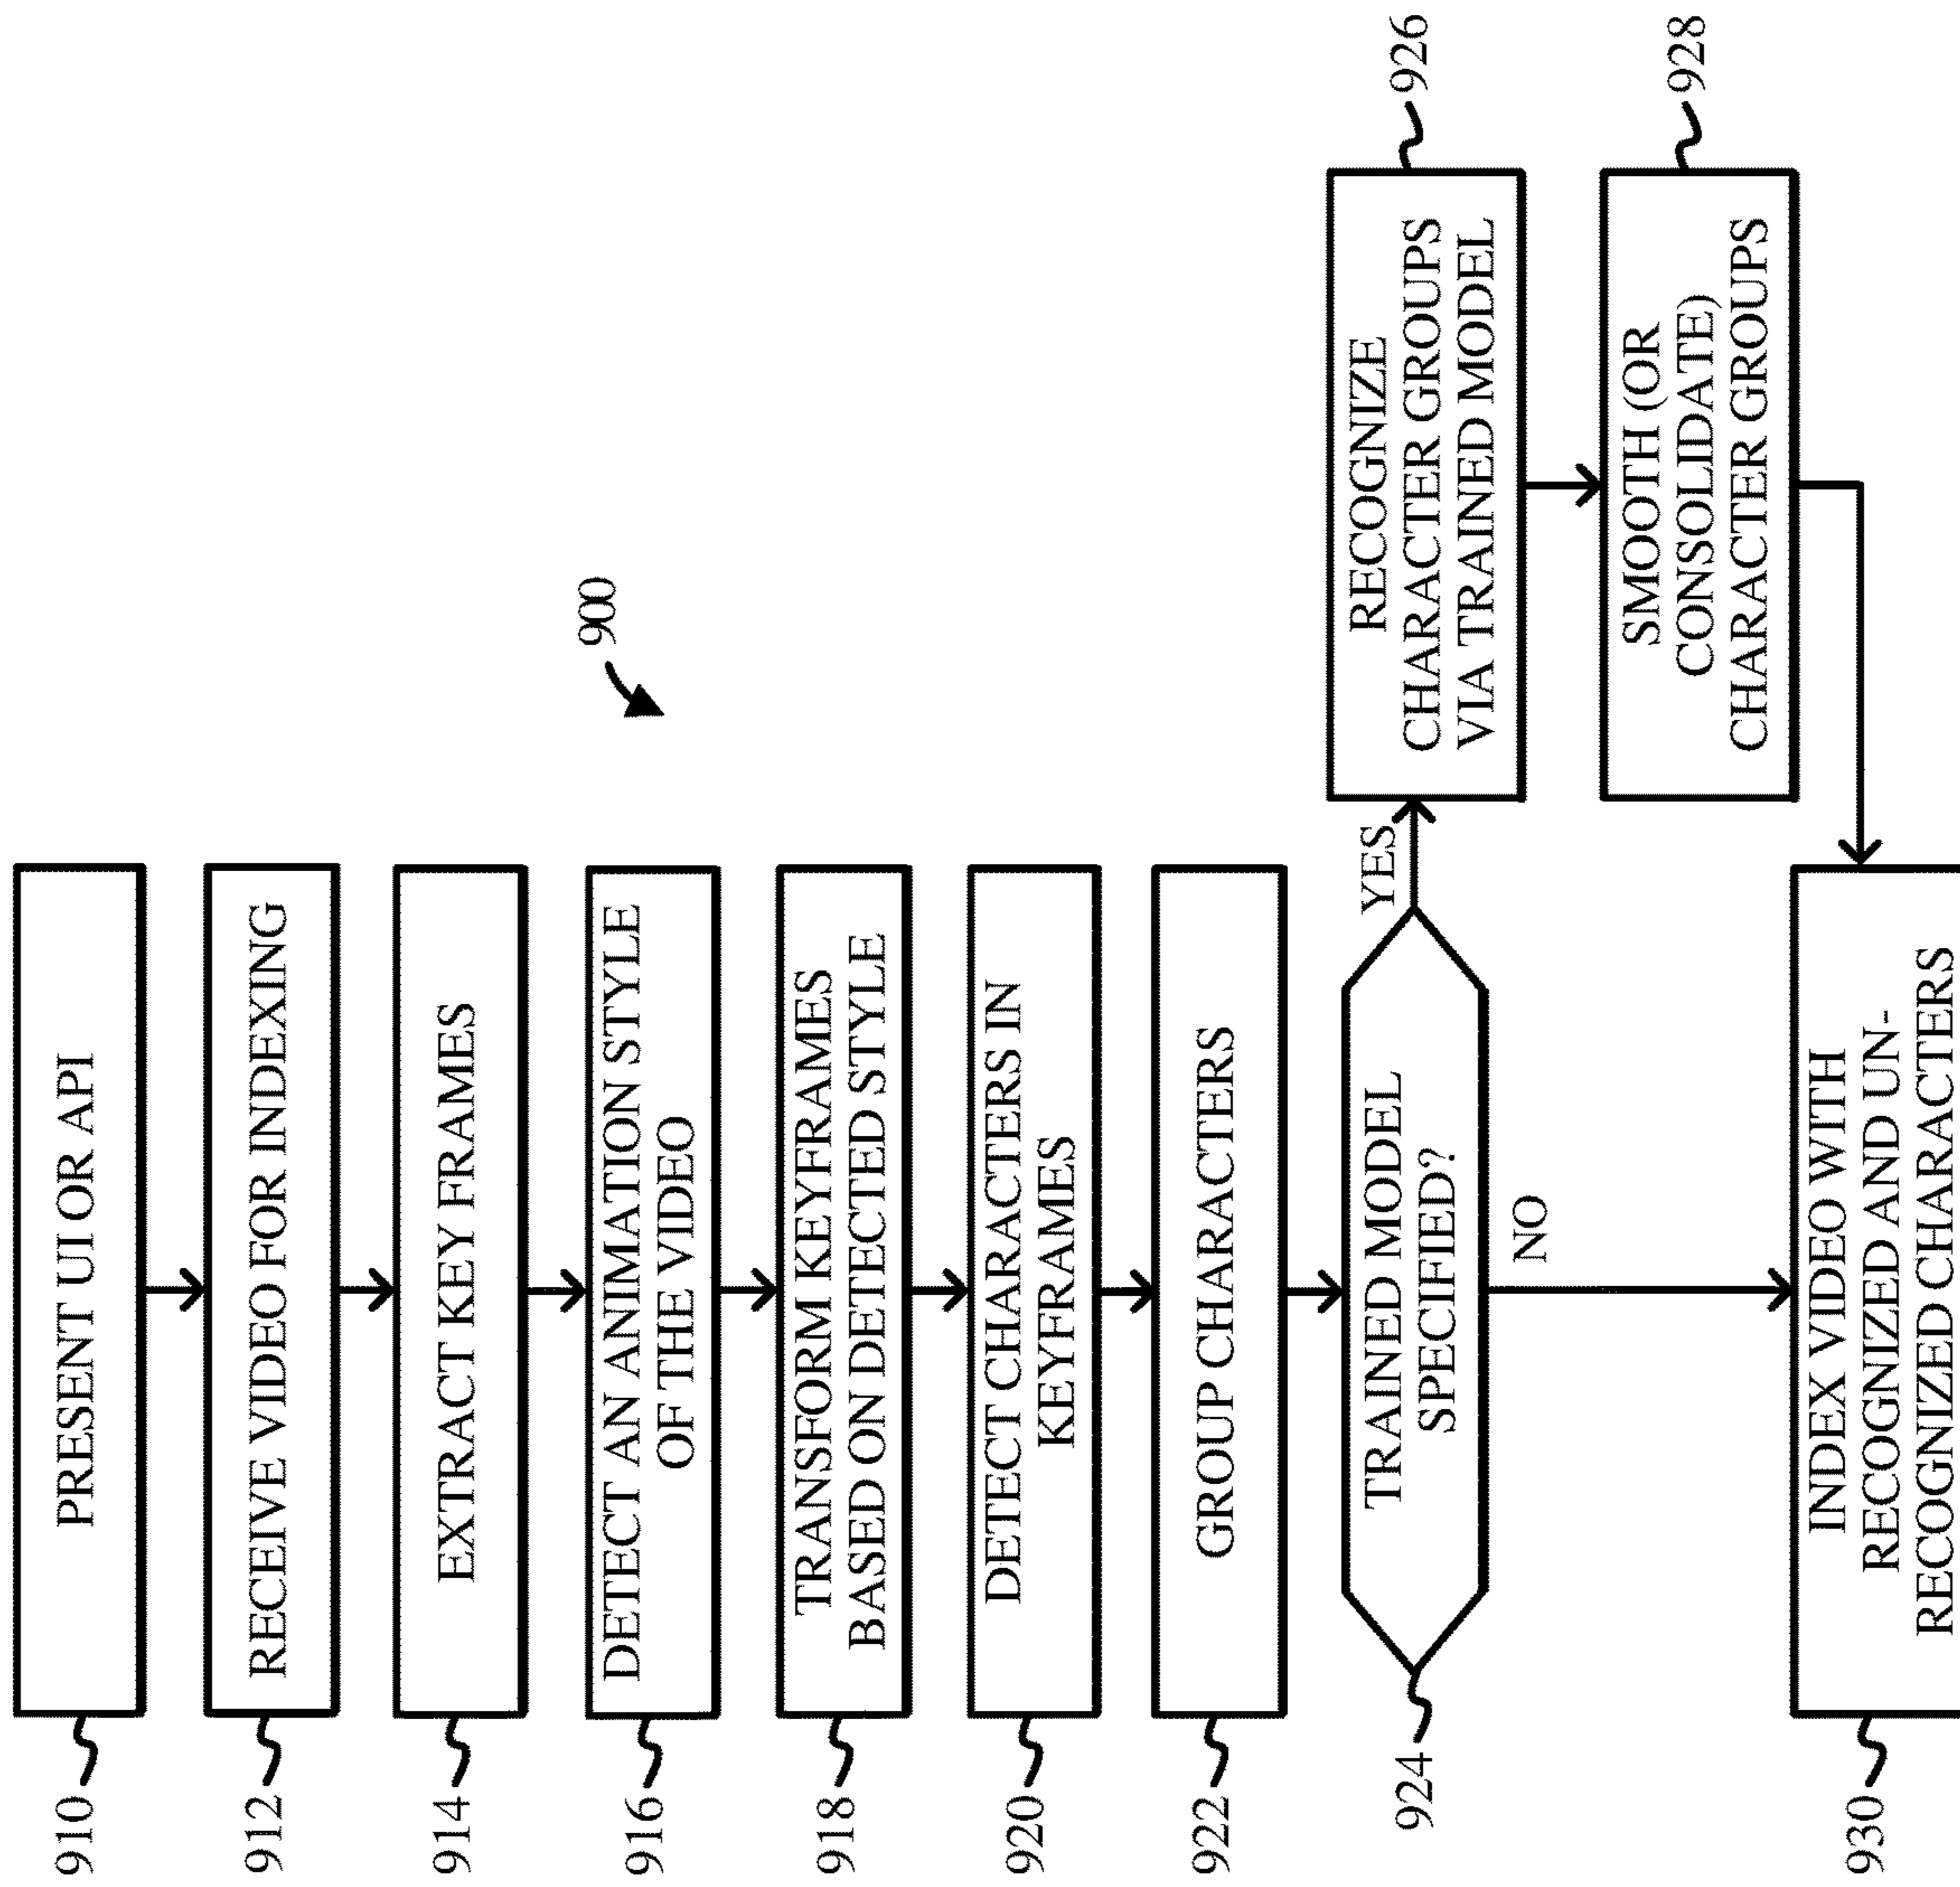 900
910
PRESENT UI OR API
912
RECEIVE VIDEO FOR INDEXING
914
EXTRACT KEY FRAMES
916
DETECT AN ANIMATION STYLE
OF THE VIDEO
918
TRANSFORM KEYFRAMES
BASED ON DETECTED STYLE
920
DETECT CHARACTERS IN
KEYFRAMES
922
GROUP CHARACTERS
924
TRAINED MODEL
SPECIFIED?
YES
926
RECOGNIZE
CHARACTER GROUPS
VIA TRAINED MODEL
928
SMOOTH (OR
CONSOLIDATE)
CHARACTER GROUPS
NO
930
INDEX VIDEO WITH
RECOGNIZED AND UN-
RECOGNIZED CHARACTERS